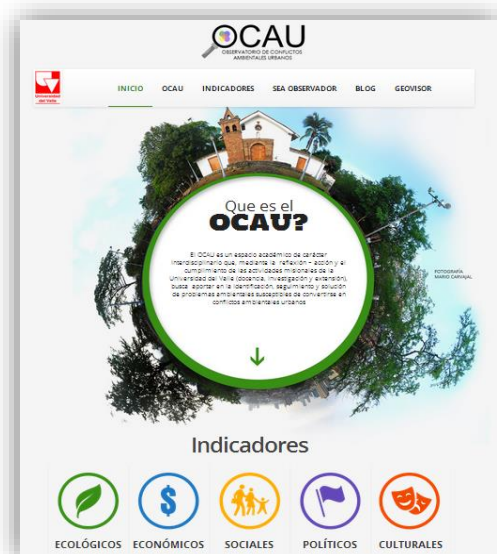 OCAU
OBSERVATORIO DE CONFLICTOS
AMBIENTALES URBANOS
Universidad
del Valle
INICIO OCAU INDICADORES SEA OBSERVADOR BLOG GEOVISOR
Que es el
OCAU?
El OCAU es un espacio académico de carácter
interdisciplinario que, mediante la reflexión – acción y el
cumplimiento de las actividades misionales de la
Universidad del Valle (docencia, investigación y extensión),
busca aportar en la identificación, seguimiento y solución
de problemas ambientales susceptibles de convertirse en
conflictos ambientales urbanos
FOTOGRAFÍA
MARIO CARVAJAL
Indicadores
ECOLÓGICOS ECONÓMICOS SOCIALES POLÍTICOS CULTURALES